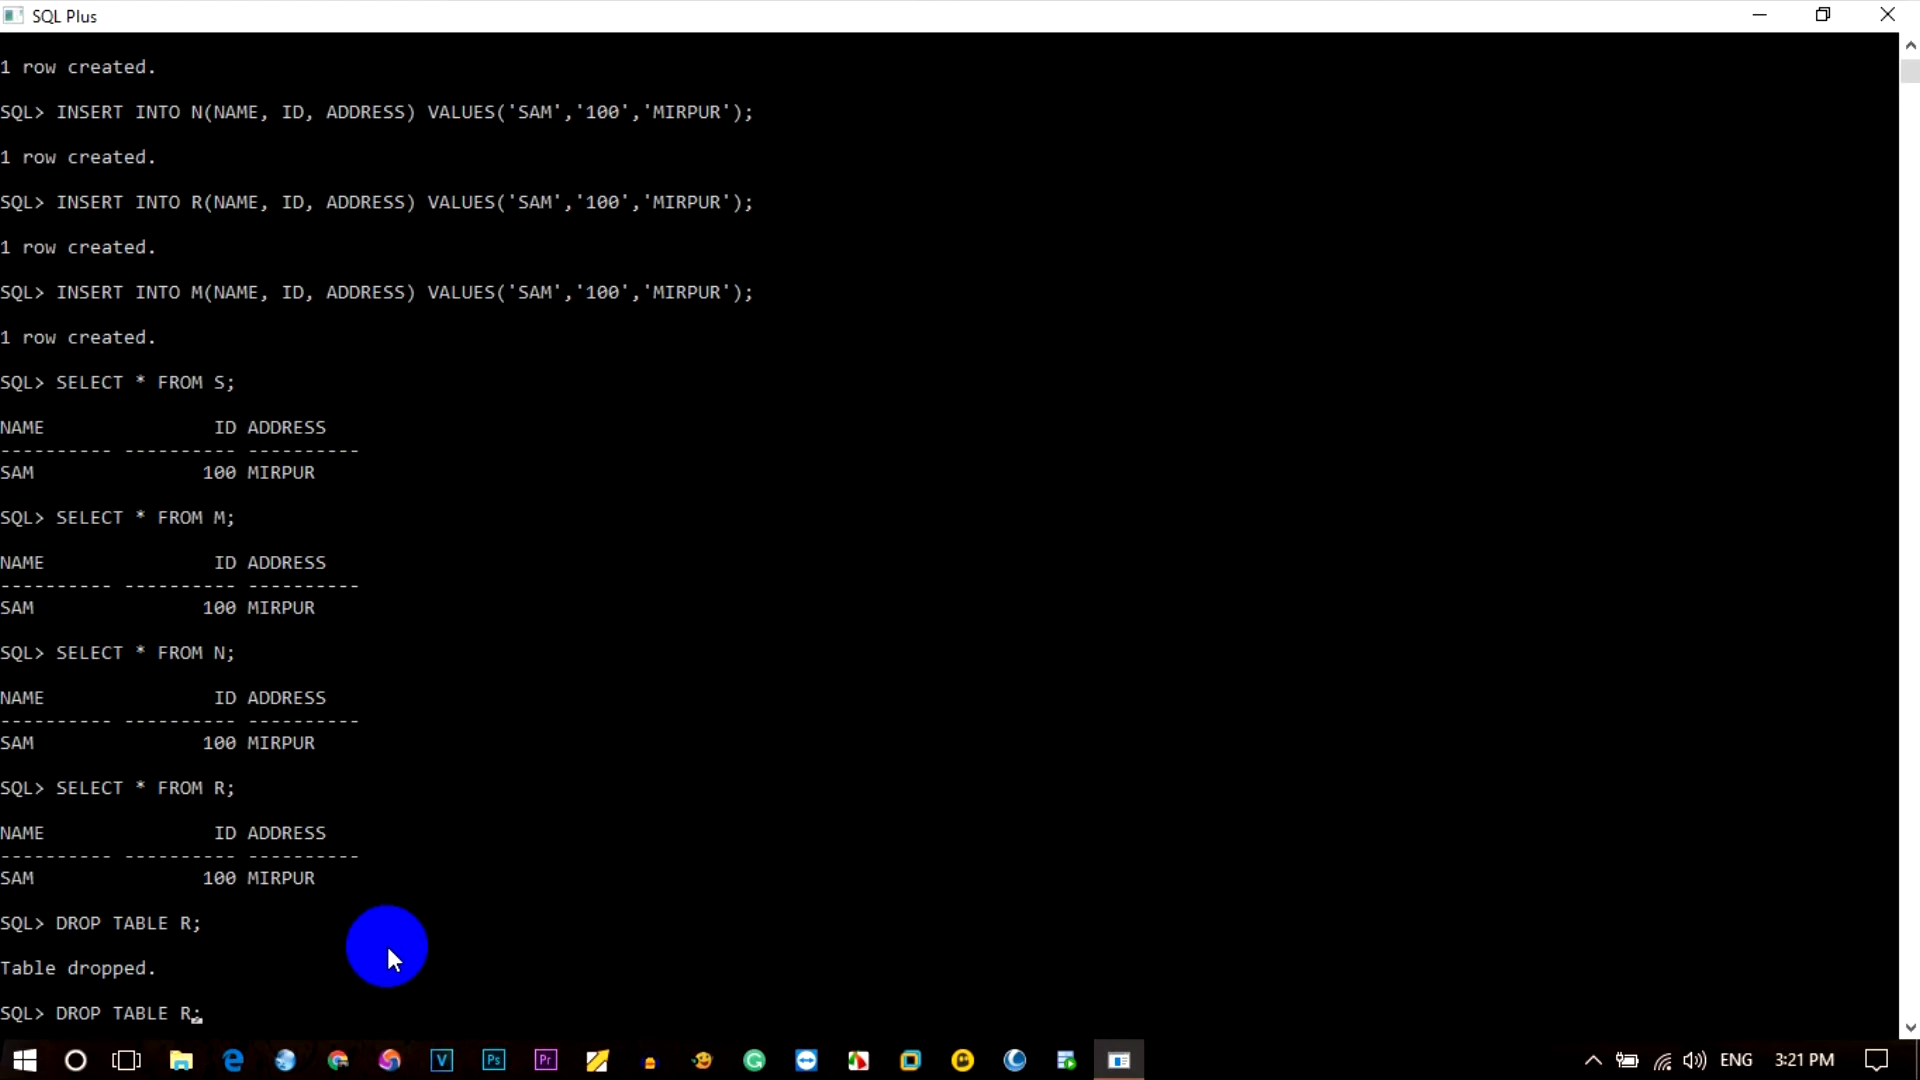 SQL Plus
1 row created.
SQL> INSERT INTO N(NAME, ID, ADDRESS) VALUES('SAM','100','MIRPUR');
1 row created.
SQL> INSERT INTO R(NAME, ID, ADDRESS) VALUES('SAM','100','MIRPUR');
1 row created.
SQL> INSERT INTO M(NAME, ID, ADDRESS) VALUES('SAM','100','MIRPUR');
1 row created.
SQL> SELECT * FROM S;
NAME ID ADDRESS
---------- ---------- ----------
SAM 100 MIRPUR
SQL> SELECT * FROM M;
NAME ID ADDRESS
---------- ---------- ----------
SAM 100 MIRPUR
SQL> SELECT * FROM N;
NAME ID ADDRESS
---------- ---------- ----------
SAM 100 MIRPUR
SQL> SELECT * FROM R;
NAME ID ADDRESS
---------- ---------- ----------
SAM 100 MIRPUR
SQL> DROP TABLE R;
Table dropped.
SQL> DROP TABLE R;
V Ps Pr ENG 3:21 PM